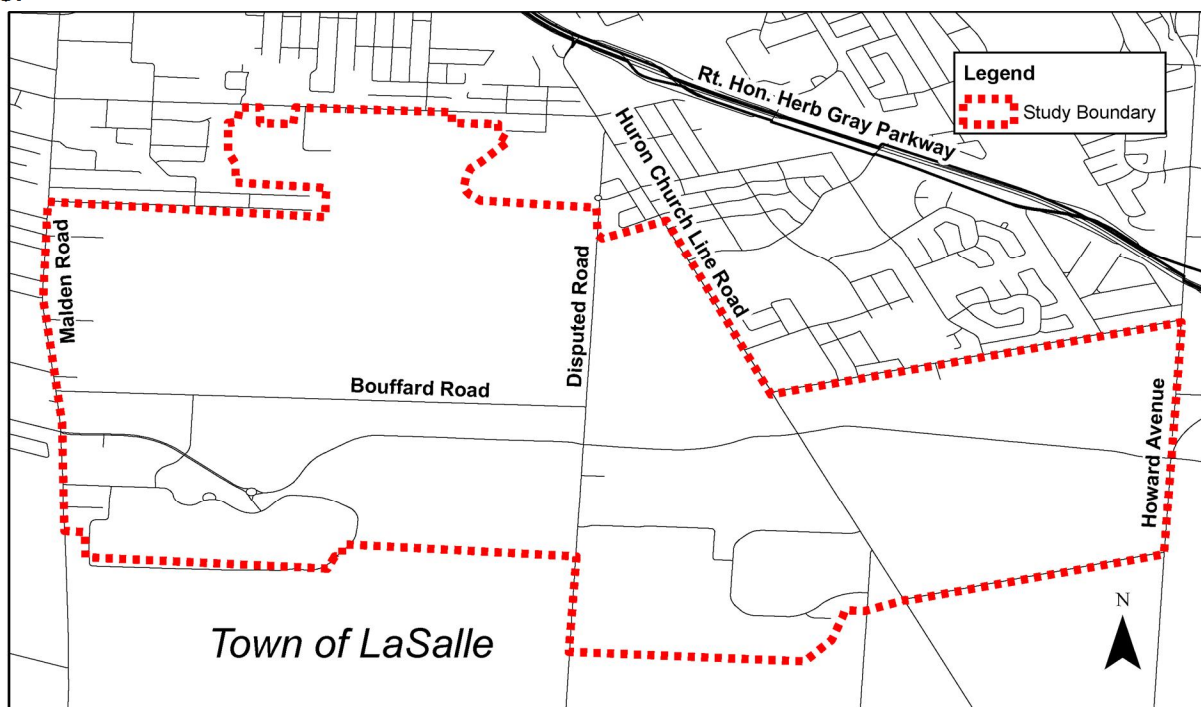 Legend
Study Boundary
Rt. Hon. Herb Gray Parkway
Huron Church Line Road
Malden Road
Disputed Road
Bouffard Road
Howard Avenue
Town of LaSalle
N